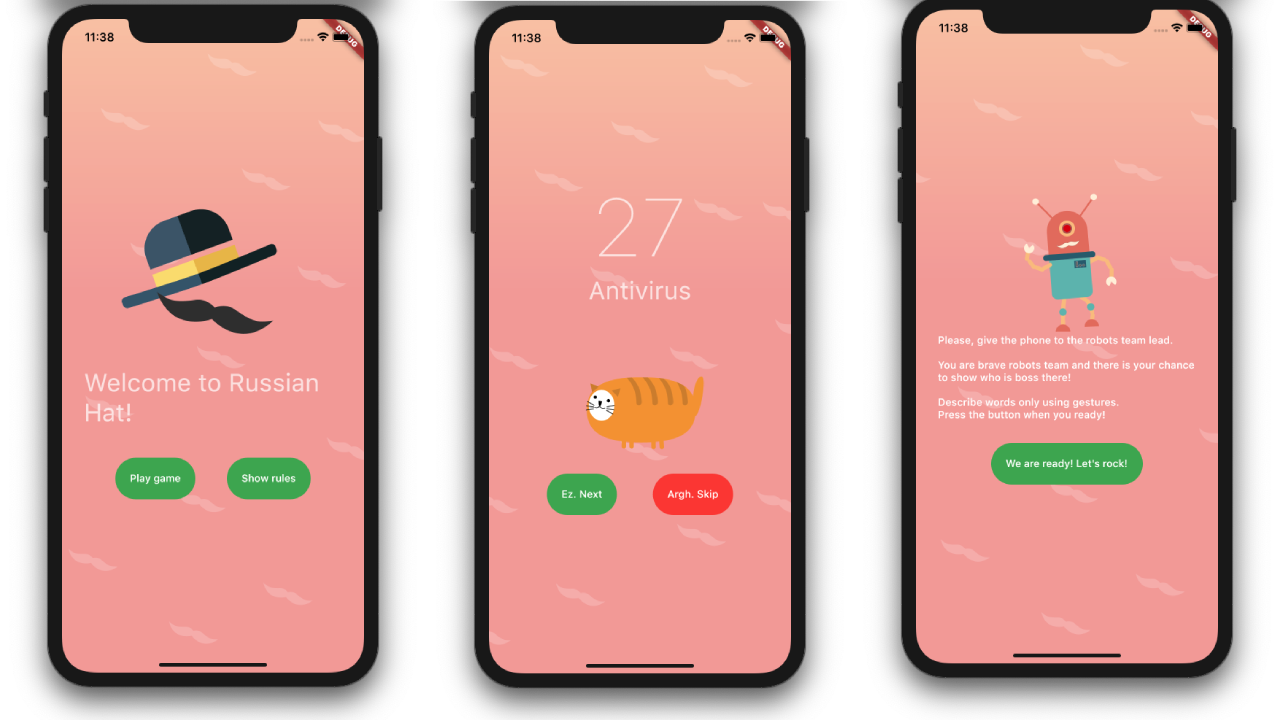 11:38
DEBUG
Welcome to Russian
Hat!
Play game
Show rules
11:38
DEBUG
27
Antivirus
Ez. Next
Argh. Skip
11:38
DEBUG
Please, give the phone to the robots team lead.
You are brave robots team and there is your chance
to show who is boss there!
Describe words only using gestures.
Press the button when you ready!
We are ready! Let's rock!